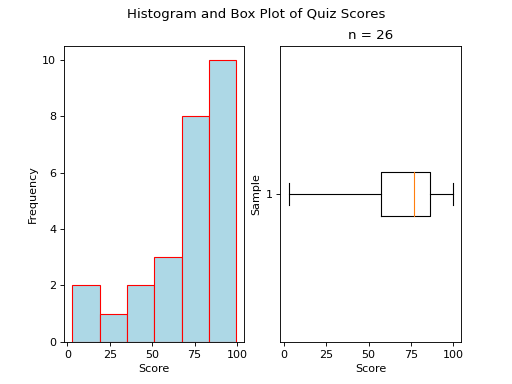 Histogram and Box Plot of Quiz Scores
10
8
6
4
2
0
Frequency
0 25 50 75 100
Score
n = 26
1
Sample
0 25 50 75 100
Score